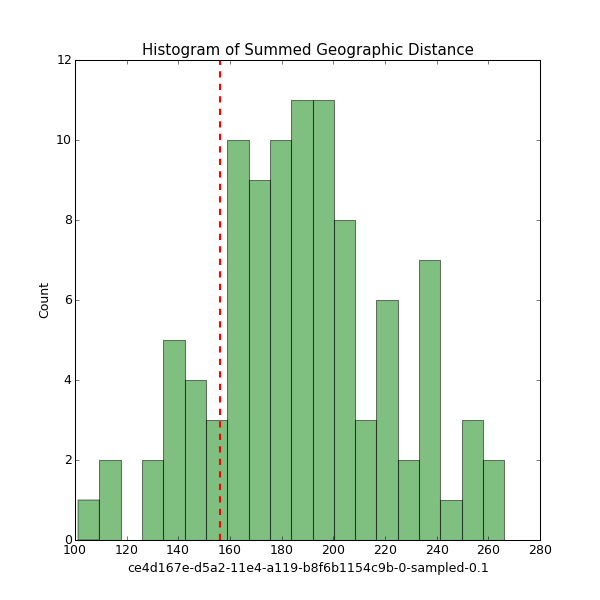 Histogram of Summed Geographic Distance
12
10
8
6
4
2
0
Count
100 120 140 160 180 200 220 240 260 280
ce4d167e-d5a2-11e4-a119-b8f6b1154c9b-0-sampled-0.1